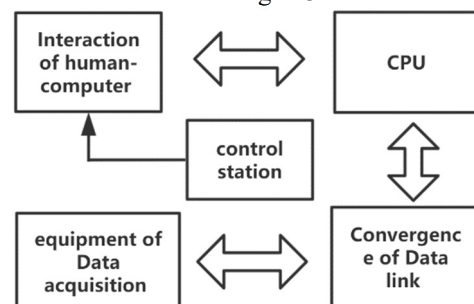 Interaction
of human-
computer
CPU
control
station
equipment of
Data
acquisition
Convergenc
e of Data
link